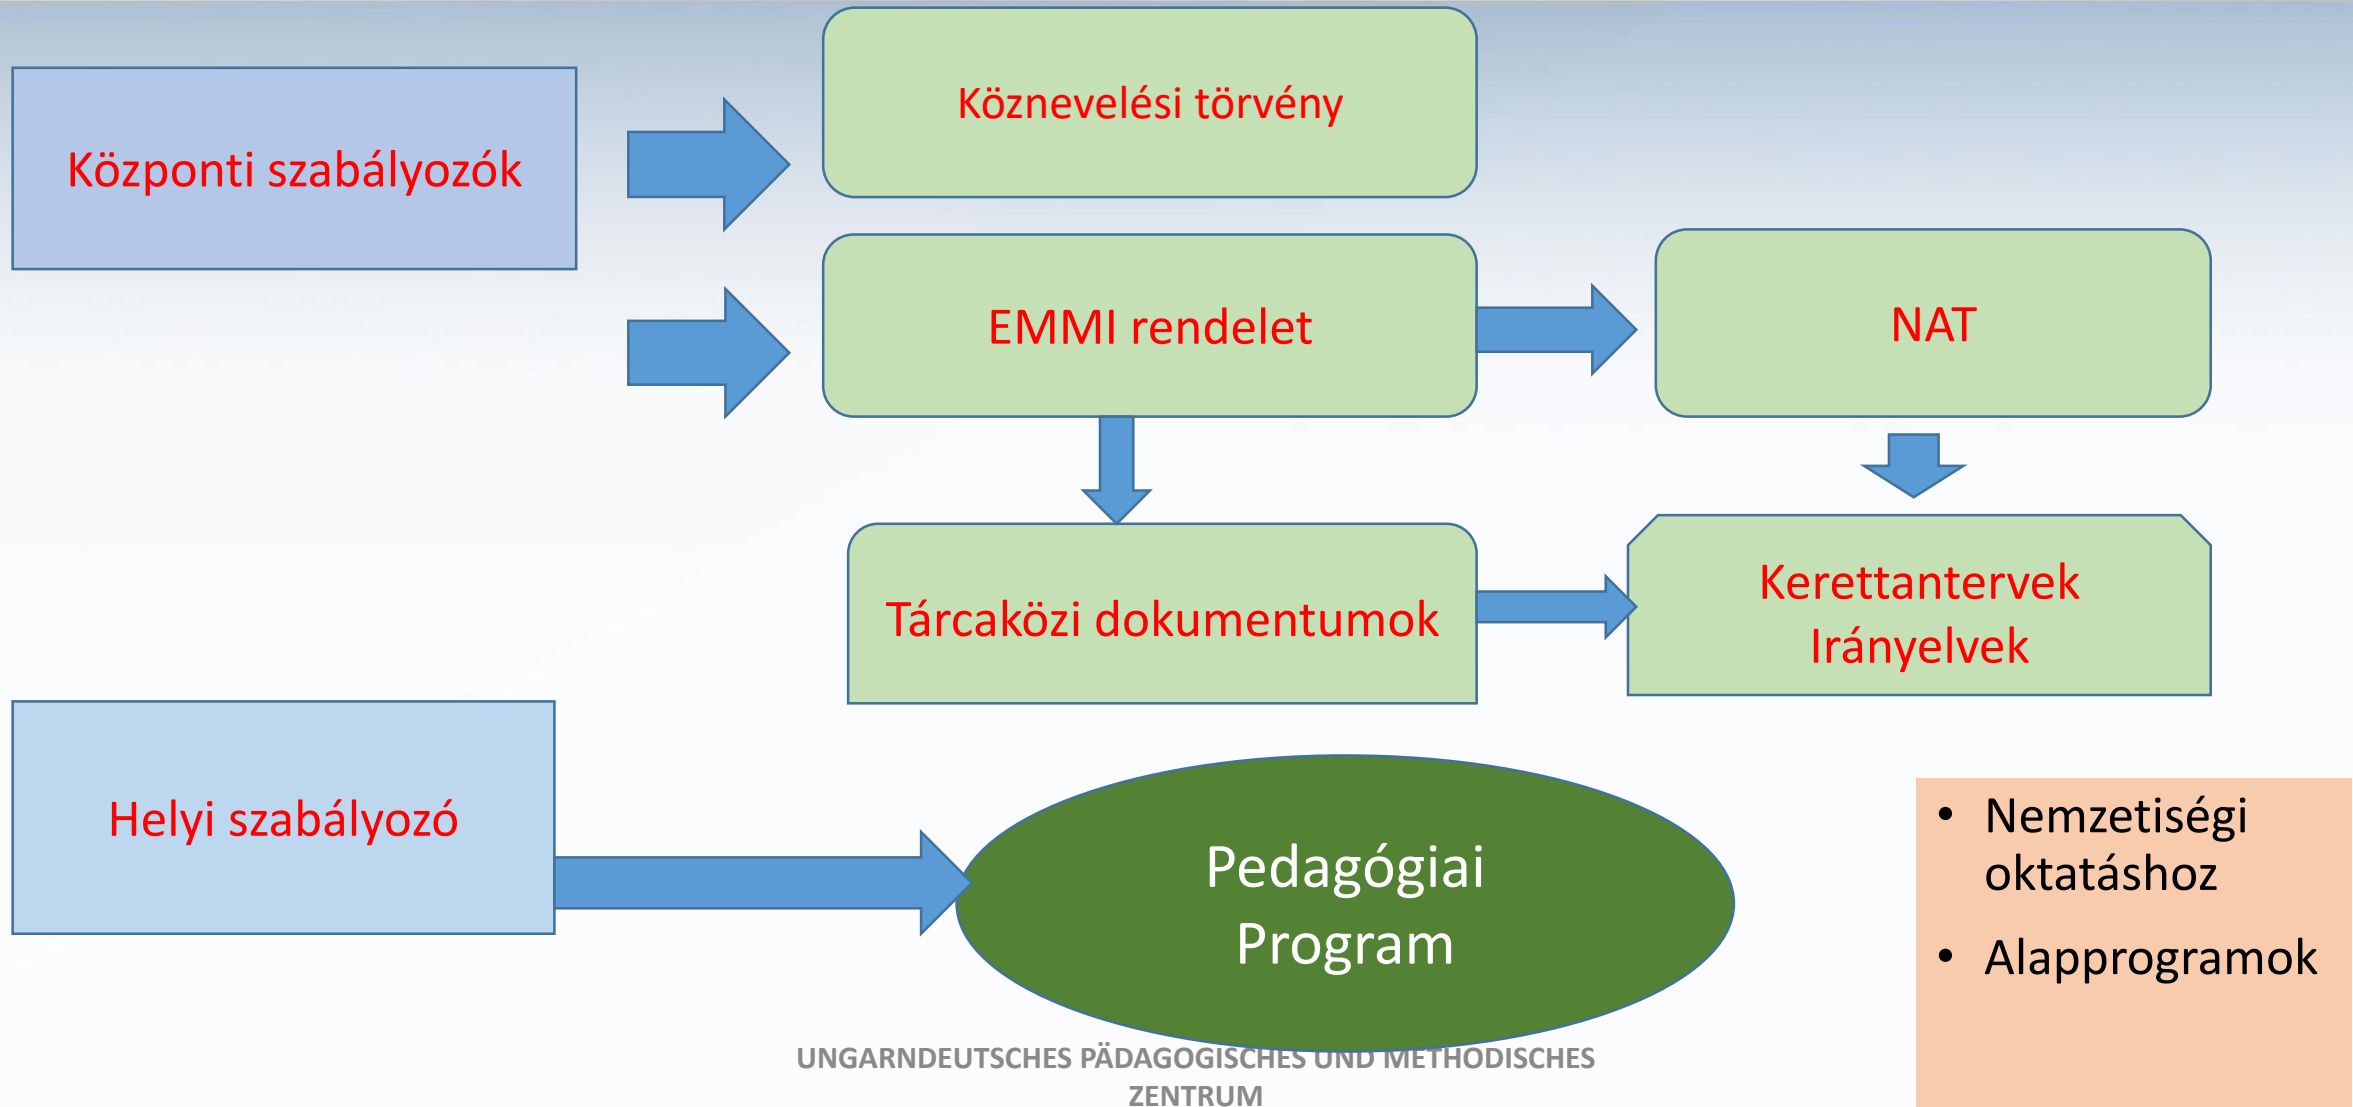 Köznevelési törvény
Központi szabályozók
EMMI rendelet
NAT
Tárcaközi dokumentumok
Kerettantervek
Irányelvek
Helyi szabályozó
Pedagógiai
Program
• Nemzetiségi
oktatáshoz
• Alapprogramok
UNGARNDEUTSCHES PÄDAGOGISCHES UND METHODISCHES
ZENTRUM